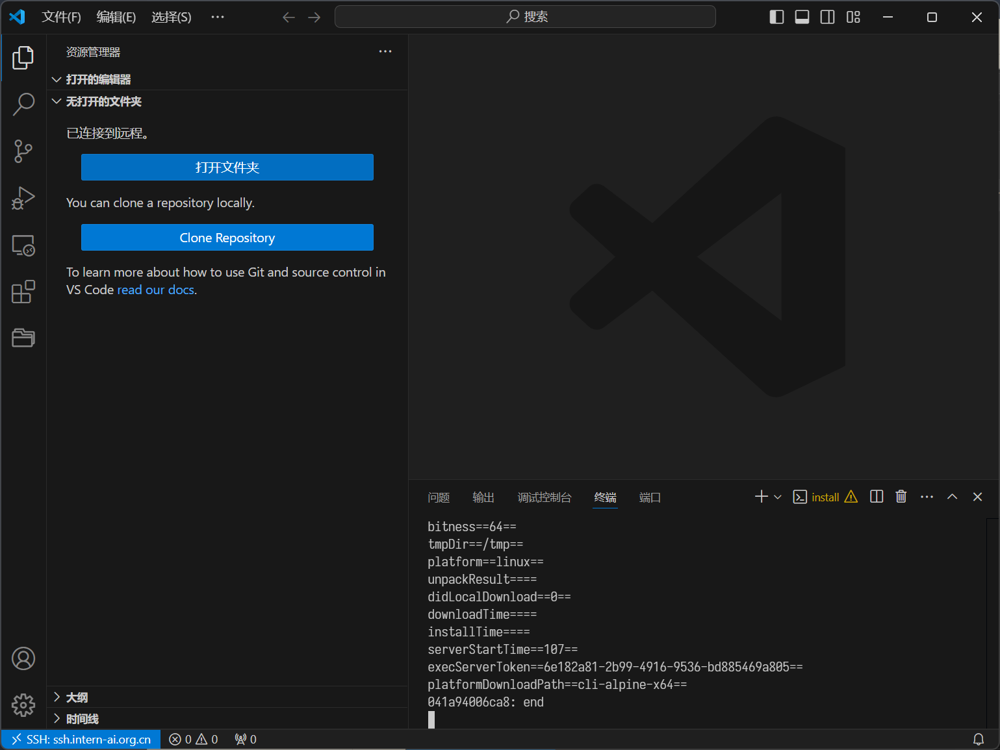 文件(F) 编辑(E) 选择(S) ··· 搜索
资源管理器
打开的编辑器
无打开的文件夹
已连接到远程。
打开文件夹
You can clone a repository locally.
Clone Repository
To learn more about how to use Git and source control in
VS Code read our docs.
大纲
时间线
问题 输出 调试控制台 终端 端口 install
bitness==64==
tmpDir==/tmp==
platform==linux==
unpackResult====
didLocalDownload==0==
downloadTime====
installTime====
serverStartTime==107==
execServerToken==6e182a81-2b99-4916-9536-bd885469a805==
platformDownloadPath==cli-alpine-x64==
041a94006ca8: end
SSH: ssh.intern-ai.org.cn 0 0 0